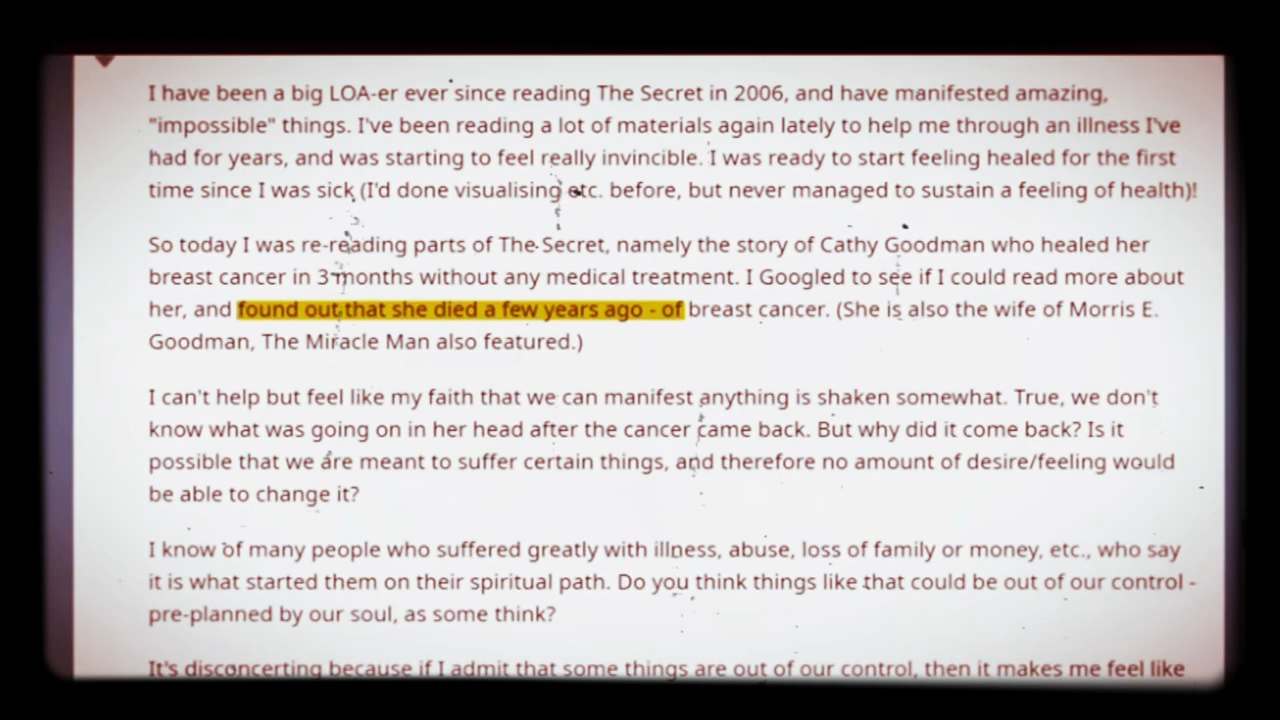 I have been a big LOA-er ever since reading The Secret in 2006, and have manifested amazing,
"impossible" things. I've been reading a lot of materials again lately to help me through an illness I've
had for years, and was starting to feel really invincible. I was ready to start feeling healed for the first
time since I was sick (I'd done visualising etc. before, but never managed to sustain a feeling of health)!
So today I was re-reading parts of The Secret, namely the story of Cathy Goodman who healed her
breast cancer in 3 months without any medical treatment. I Googled to see if I could read more about
her, and found out that she died a few years ago - of breast cancer. (She is also the wife of Morris E.
Goodman, The Miracle Man also featured.)
I can't help but feel like my faith that we can manifest anything is shaken somewhat. True, we don't
know what was going on in her head after the cancer came back. But why did it come back? Is it
possible that we are meant to suffer certain things, and therefore no amount of desire/feeling would
be able to change it?
I know of many people who suffered greatly with illness, abuse, loss of family or money, etc., who say
it is what started them on their spiritual path. Do you think things like that could be out of our control -
pre-planned by our soul, as some think?
It's disconcerting because if I admit that some things are out of our control, then it makes me feel like